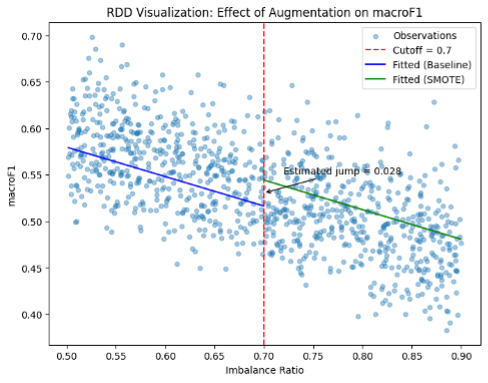 RDD Visualization: Effect of Augmentation on macroF1
macroF1
0.70
0.65
0.60
0.55
0.50
0.45
0.40
Observations
Cutoff = 0.7
Fitted (Baseline)
Fitted (SMOTE)
Estimated jump = 0.028
0.50
0.55
0.60
0.65
0.70
0.75
0.80
0.85
0.90
Imbalance Ratio